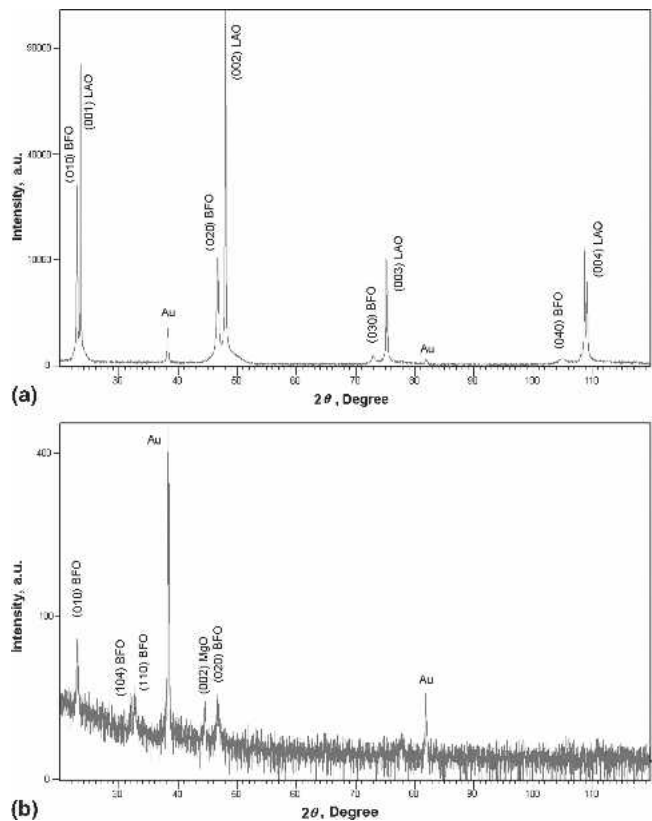 (a)
Intensity, a.u.
90000
40000
10000
0
(010) BFO
(001) LAO
Au
(020) BFO
(002) LAO
(030) BFO
(003) LAO
Au
(040) BFO
(004) LAO
30 40 50 60 70 80 90 100 110
2θ, Degree
(b)
Intensity, a.u.
400
100
0
(010) BFO
(104) BFO
(110) BFO
Au
(002) MgO
(020) BFO
Au
30 40 50 60 70 80 90 100 110
2θ, Degree